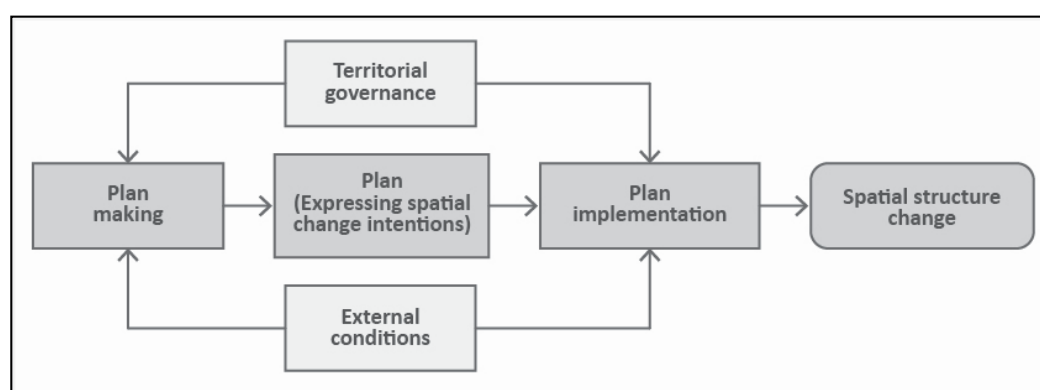 Territorial
governance
Plan
making
Plan
(Expressing spatial
change intentions)
Plan
implementation
Spatial structure
change
External
conditions